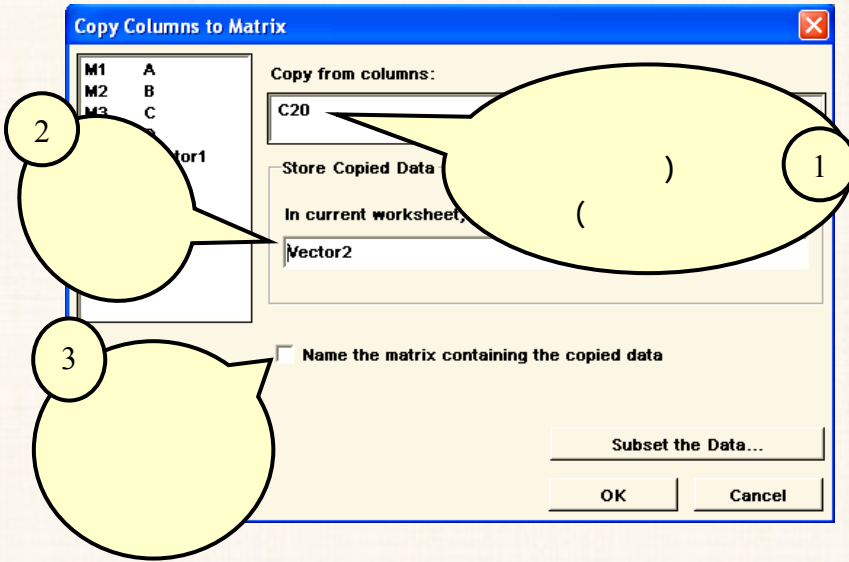 Copy Columns to Matrix
M1 A
M2 B
M3 C
Copy from columns:
C20
1
2
)
(
Store Copied Data
In current worksheet,
Vector2
3
Name the matrix containing the copied data
Subset the Data...
OK
Cancel